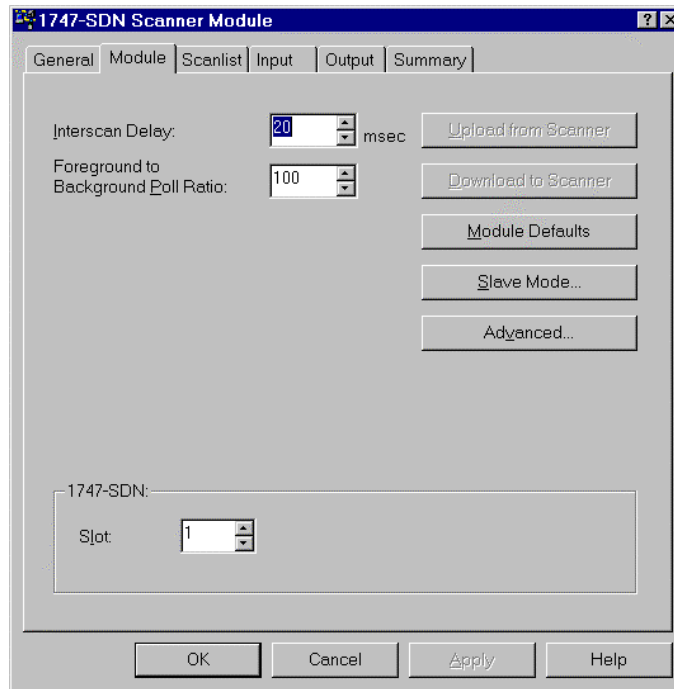 1747-SDN Scanner Module
General Module Scanlist Input Output Summary
Interscan Delay: 20 msec Upload from Scanner
Foreground to
Background Poll Ratio: 100 Download to Scanner
Module Defaults
Slave Mode...
Advanced...
1747-SDN:
Slot: 1
OK Cancel Apply Help